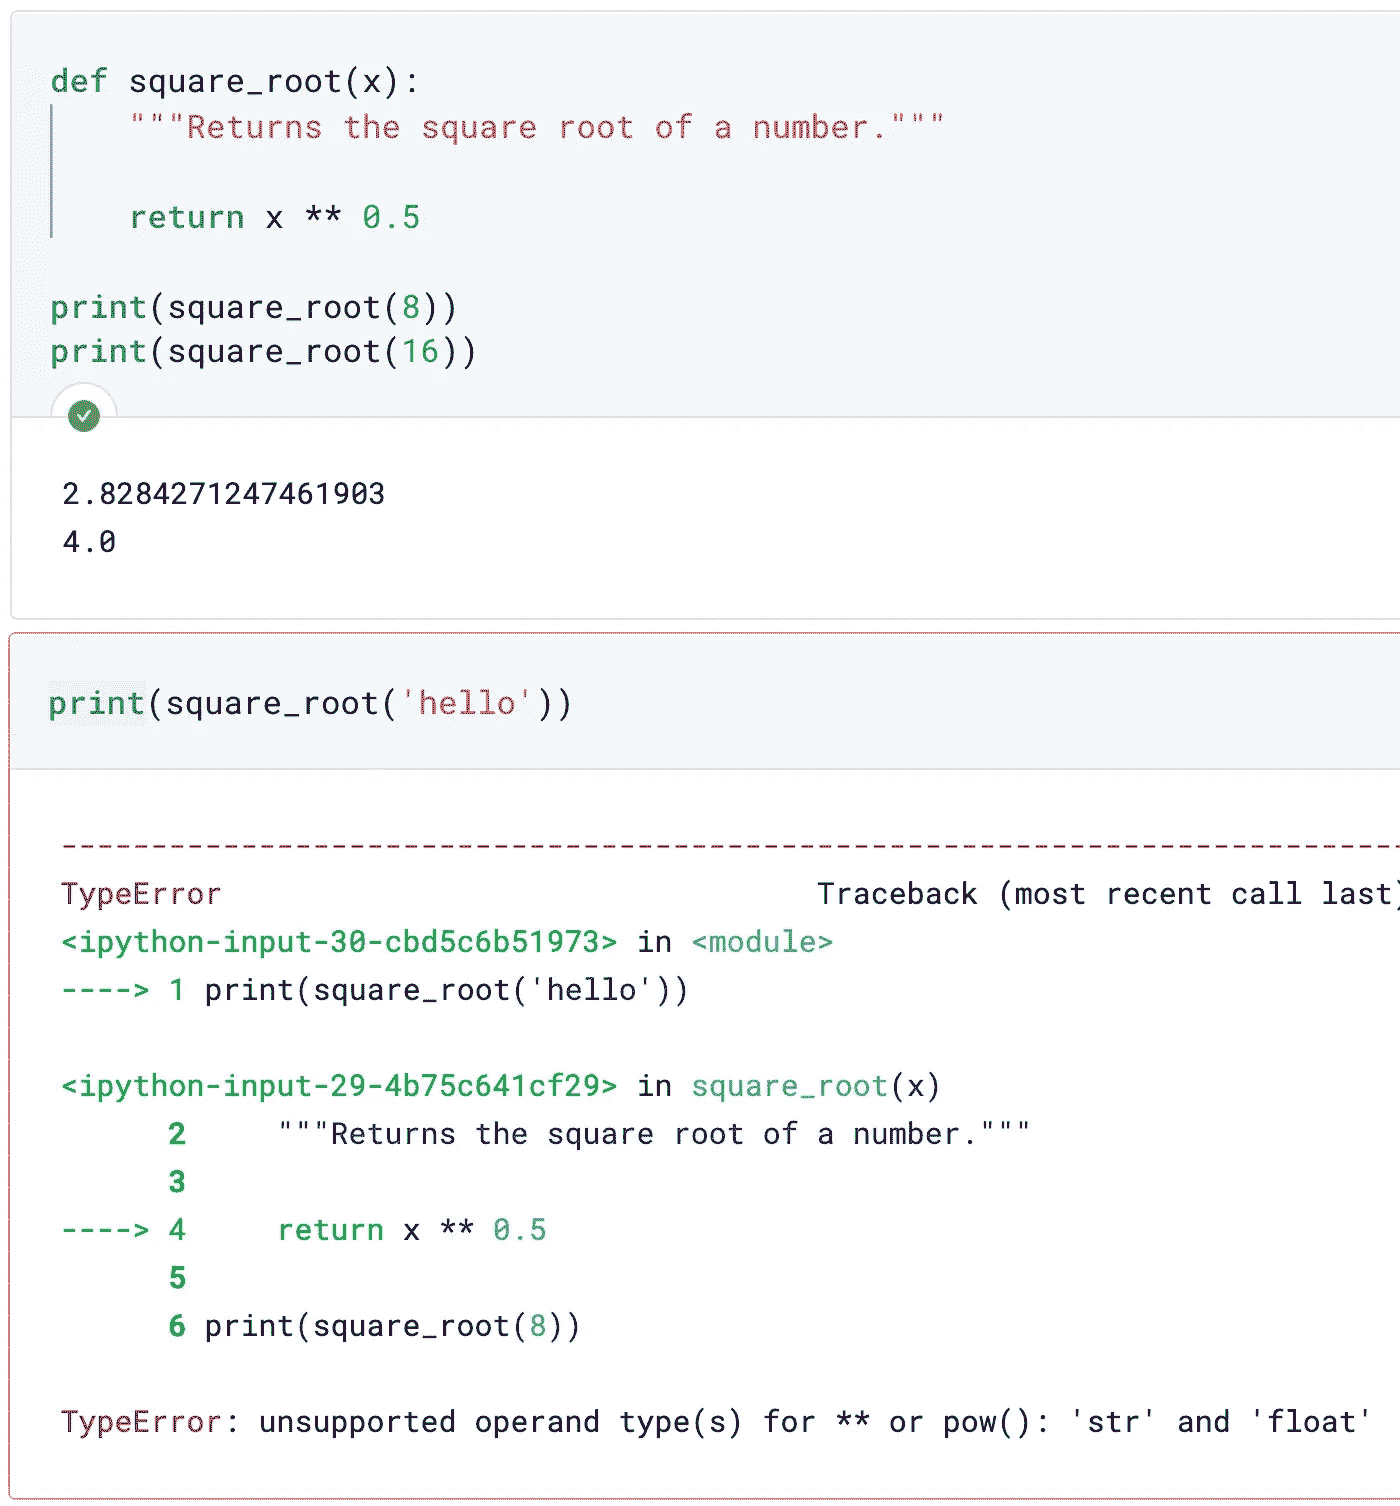 def square_root(x):
    """Returns the square root of a number."""
    return x ** 0.5
print(square_root(8))
print(square_root(16))
2.8284271247461903
4.0
print(square_root('hello'))
--------------------------------------------------------------------------
TypeError                                 Traceback (most recent call last)
<ipython-input-30-cbd5c6b51973> in <module>
----> 1 print(square_root('hello'))
<ipython-input-29-4b75c641cf29> in square_root(x)
      2     """Returns the square root of a number."""
      3
----> 4     return x ** 0.5
      5
      6 print(square_root(8))
TypeError: unsupported operand type(s) for ** or pow(): 'str' and 'float'